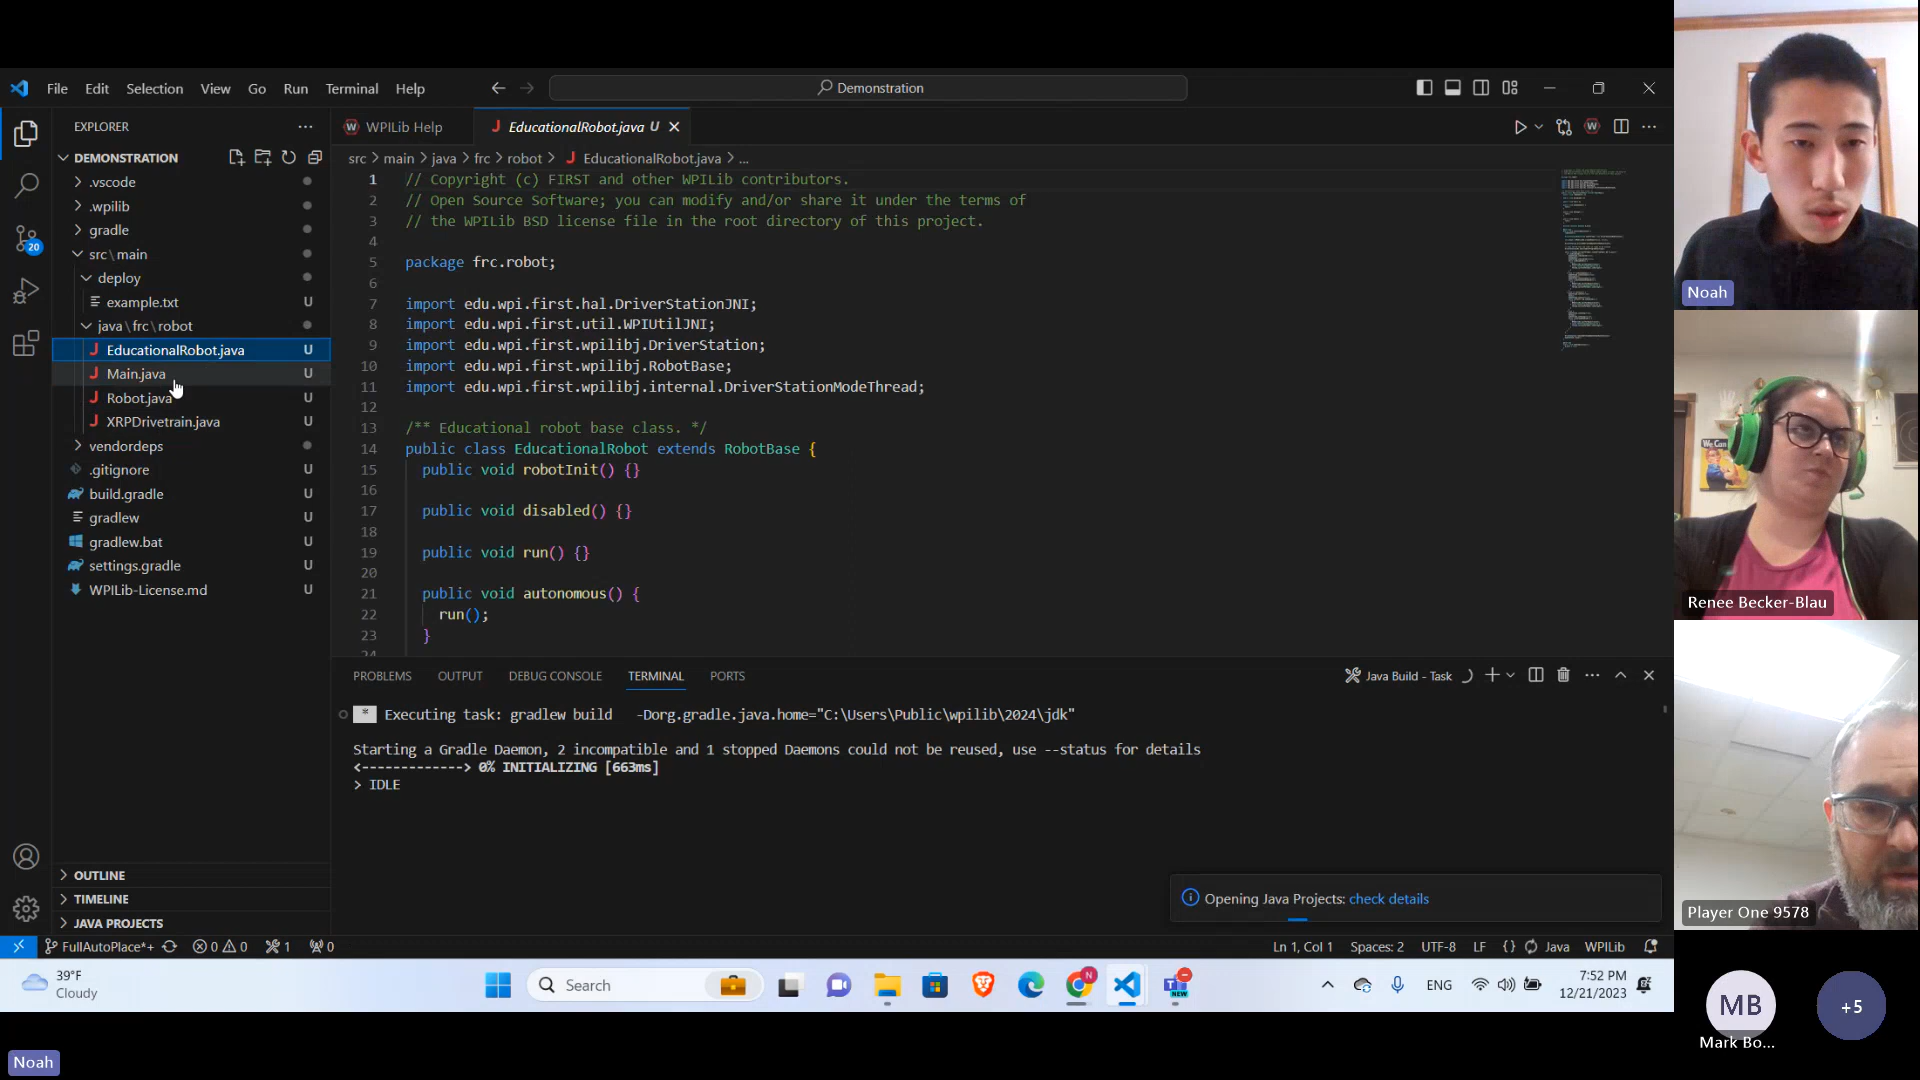 File Edit Selection View Go Run Terminal Help
Demonstration
EXPLORER
WPILib Help
EducationalRobot.java U
DEMONSTRATION
src > main > java > frc > robot > J EducationalRobot.java > ...
.vscode
.wpilib
gradle
src\main
deploy
example.txt U
java\frc\robot
J EducationalRobot.java U
J Main.java U
J Robot.java U
J XRPDrivetrain.java U
vendordeps
.gitignore U
build.gradle U
gradlew U
gradlew.bat U
settings.gradle U
WPILib-License.md U
20
1 // Copyright (c) FIRST and other WPILib contributors.
2 // Open Source Software; you can modify and/or share it under the terms of
3 // the WPILib BSD license file in the root directory of this project.
4
5 package frc.robot;
6
7 import edu.wpi.first.hal.DriverStationJNI;
8 import edu.wpi.first.util.WPIUtilJNI;
9 import edu.wpi.first.wpilibj.DriverStation;
10 import edu.wpi.first.wpilibj.RobotBase;
11 import edu.wpi.first.wpilibj.internal.DriverStationModeThread;
12
13 /** Educational robot base class. */
14 public class EducationalRobot extends RobotBase {
15 public void robotInit() {}
16
17 public void disabled() {}
18
19 public void run() {}
20
21 public void autonomous() {
22 run();
23 }
24
PROBLEMS OUTPUT DEBUG CONSOLE TERMINAL PORTS
Java Build - Task
* Executing task: gradlew build -Dorg.gradle.java.home="C:\Users\Public\wpilib\2024\jdk"
Starting a Gradle Daemon, 2 incompatible and 1 stopped Daemons could not be reused, use --status for details
<-------------> 0% INITIALIZING [663ms]
> IDLE
Opening Java Projects: check details
OUTLINE
TIMELINE
JAVA PROJECTS
FullAutoPlace*+ 0 0 1 0
Ln 1, Col 1 Spaces: 2 UTF-8 LF {} Java WPILib
39°F
Cloudy
Search
N
NEW
ENG
7:52 PM
12/21/2023
Noah
Noah
We Can
Renee Becker-Blau
Player One 9578
MB
Mark Bo...
+5